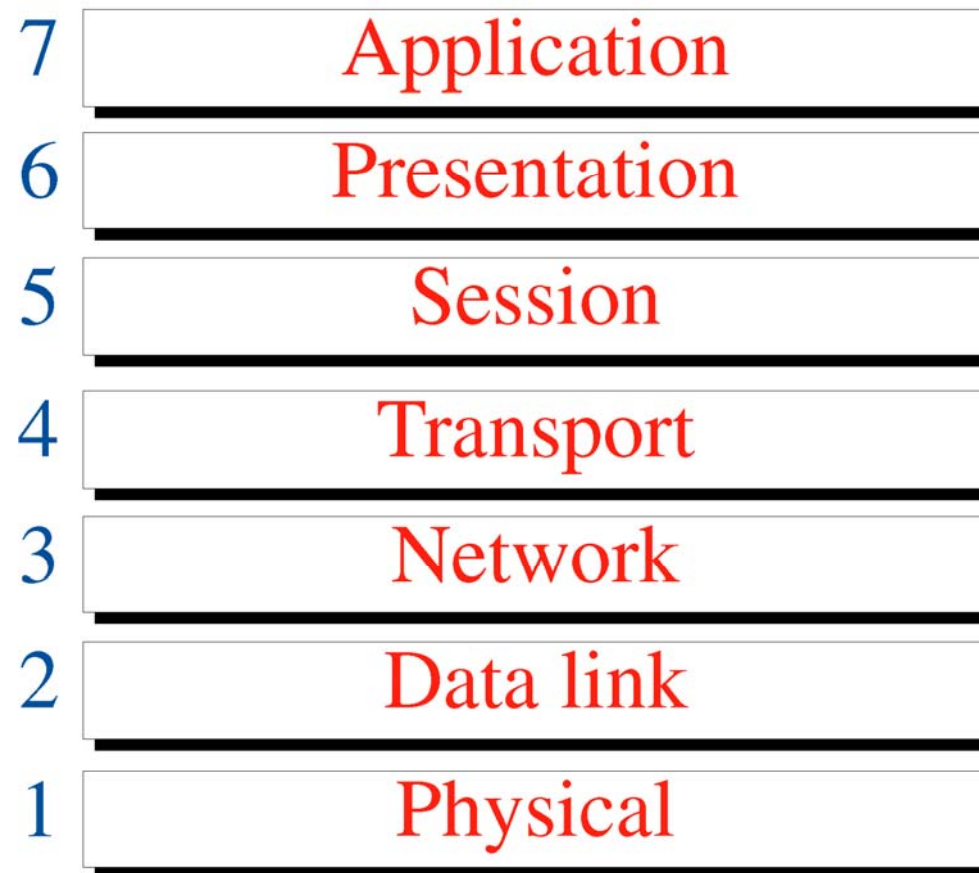 7 Application
6 Presentation
5 Session
4 Transport
3 Network
2 Data link
1 Physical